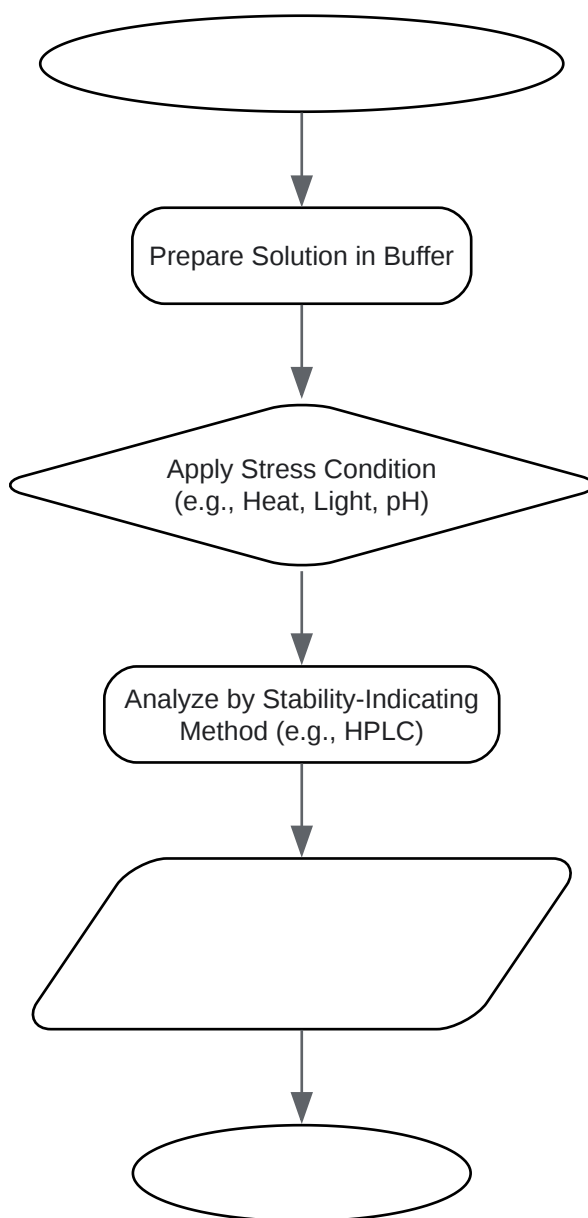 Prepare Solution in Buffer
Apply Stress Condition
(e.g., Heat, Light, pH)
Analyze by Stability-Indicating
Method (e.g., HPLC)